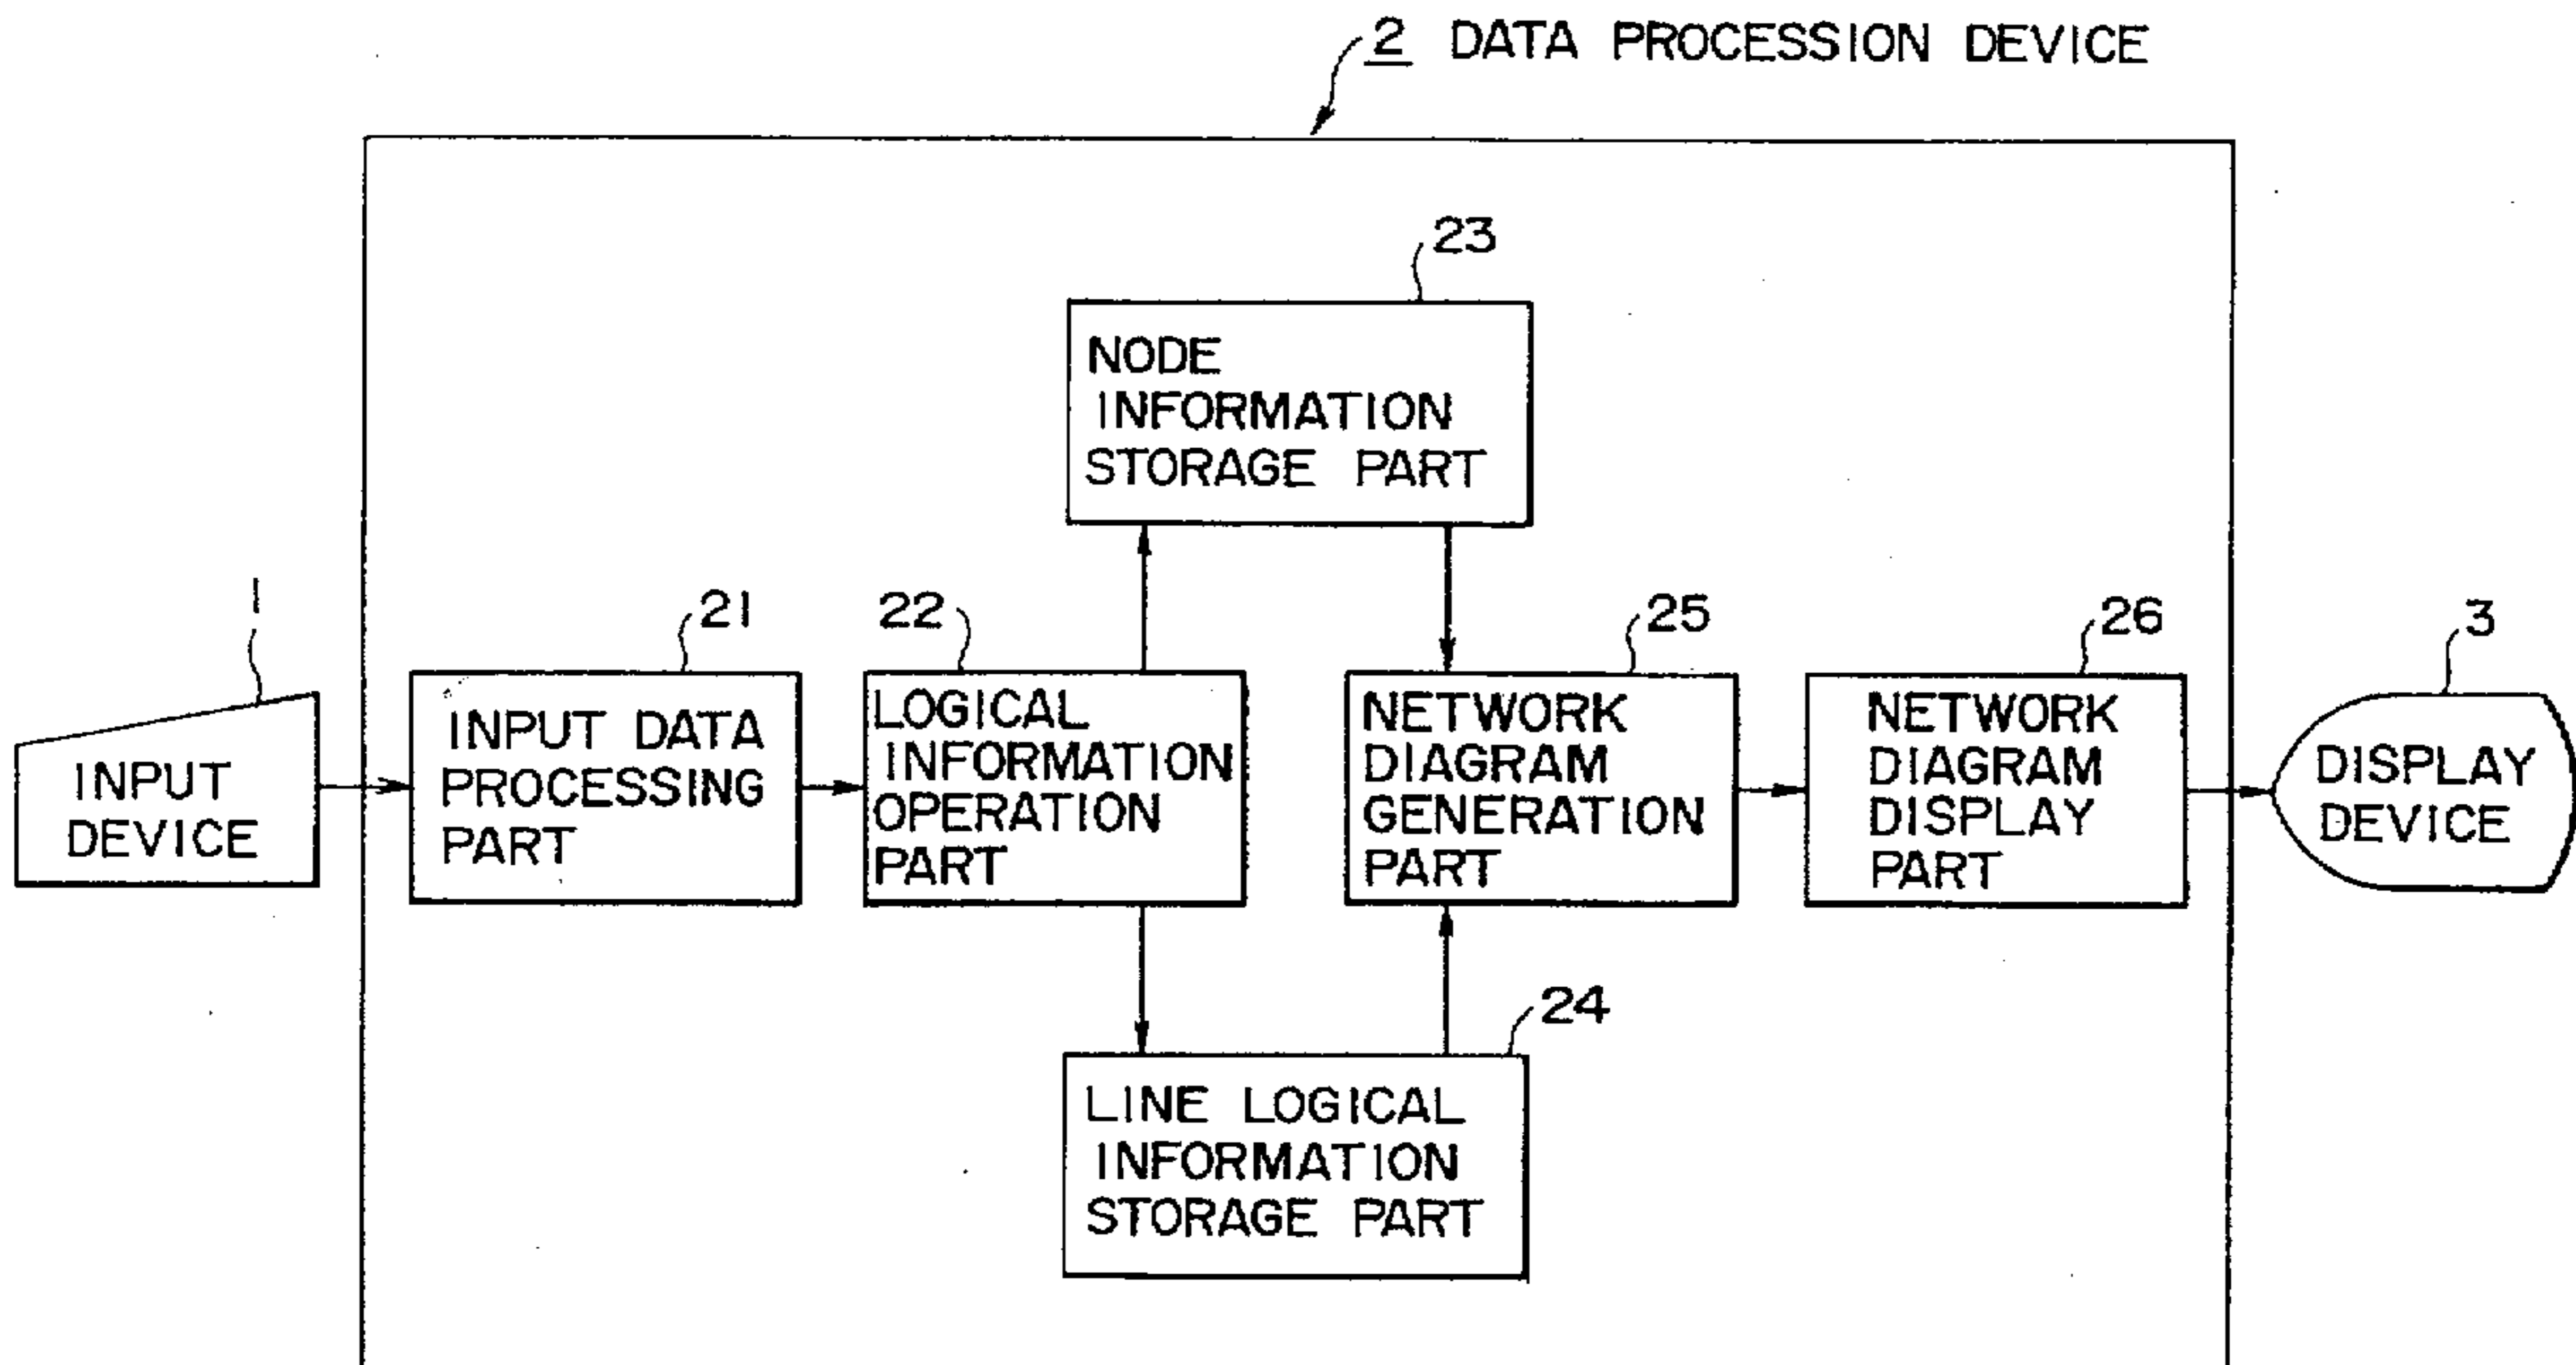 2 DATA PROCESSION DEVICE
23
NODE
INFORMATION
STORAGE PART
1
INPUT
DEVICE
21
INPUT DATA
PROCESSING
PART
22
LOGICAL
INFORMATION
OPERATION
PART
25
NETWORK
DIAGRAM
GENERATION
PART
26
NETWORK
DIAGRAM
DISPLAY
PART
3
DISPLAY
DEVICE
24
LINE LOGICAL
INFORMATION
STORAGE PART